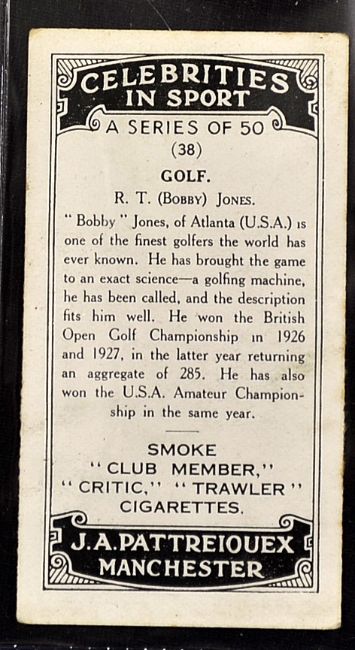 CELEBRITIES
IN SPORT
A SERIES OF 50
(38)
GOLF.
R. T. (BOBBY) JONES.
" Bobby " Jones, of Atlanta (U.S.A.) is
one of the finest golfers the world has
ever known. He has brought the game
to an exact science—a golfing machine,
he has been called, and the description
fits him well. He won the British
Open Golf Championship in 1926
and 1927, in the latter year returning
an aggregate of 285. He has also
won the U.S.A. Amateur Champion-
ship in the same year.
SMOKE
" CLUB MEMBER,"
" CRITIC," " TRAWLER "
CIGARETTES.
J.A.PATTREIOUEX
MANCHESTER